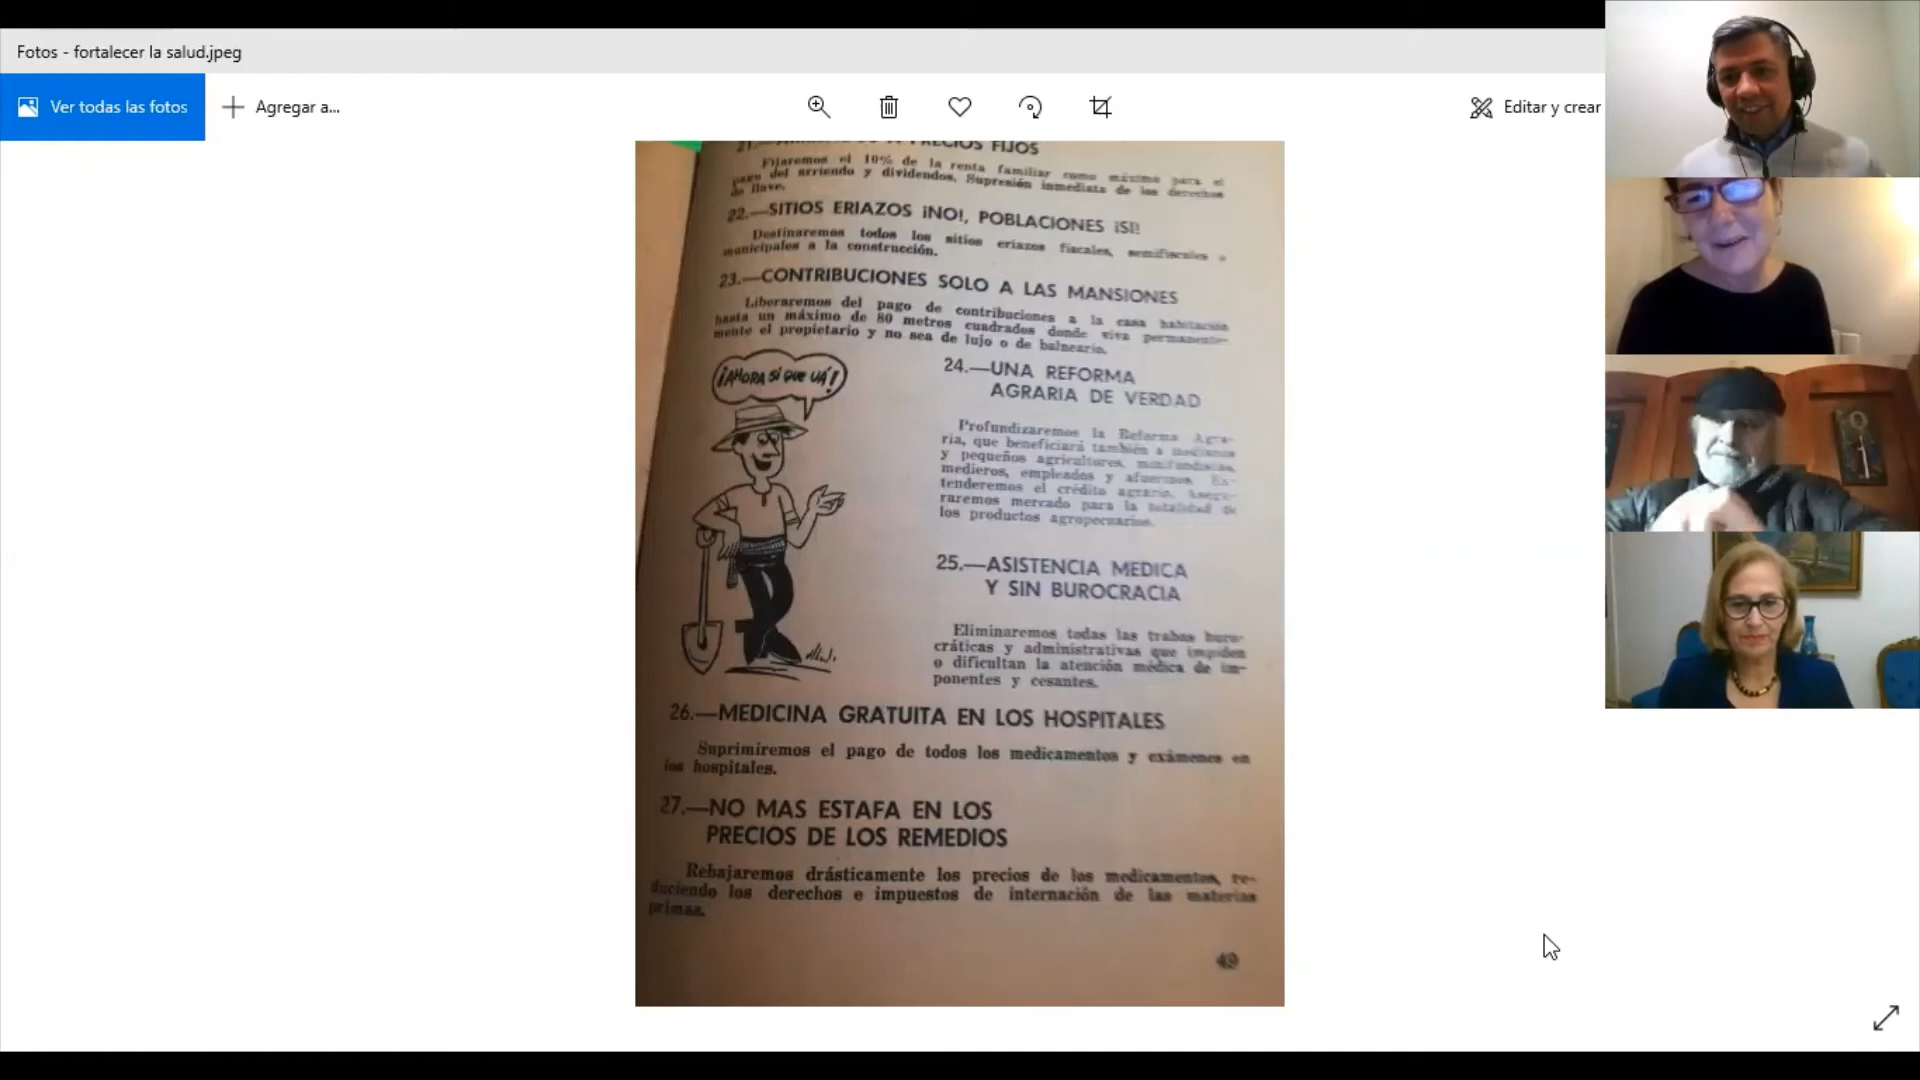 Fotos - fortalecer la salud.jpeg
Ver todas las fotos
Agregar a...
Editar y crear
PRECIOS FIJOS
Fijaremos el 10% de la renta familiar como máximo para el
pago del arriendo y dividendos. Supresión inmediata de los derechos
de llave.
22.—SITIOS ERIAZOS ¡NO!, POBLACIONES ¡SI!
Destinaremos todos los sitios eriazos fiscales, semifiscales o
municipales a la construcción.
23.—CONTRIBUCIONES SOLO A LAS MANSIONES
Liberaremos del pago de contribuciones a la casa habitación
hasta un máximo de 80 metros cuadrados donde viva permanente-
mente el propietario y no sea de lujo o de balneario.
¡AHORA SÍ QUE VÁ!
24.—UNA REFORMA
AGRARIA DE VERDAD
Profundizaremos la Reforma Agra-
ria, que beneficiará también a medianos
y pequeños agricultores, minifundistas,
medieros, empleados y afuerinos. Ex-
tenderemos el crédito agrario. Asegu-
raremos mercado para la totalidad de
los productos agropecuarios.
25.—ASISTENCIA MEDICA
Y SIN BUROCRACIA
Eliminaremos todas las trabas buro-
cráticas y administrativas que impiden
o dificultan la atención médica de im-
ponentes y cesantes.
26.—MEDICINA GRATUITA EN LOS HOSPITALES
Suprimiremos el pago de todos los medicamentos y exámenes en
los hospitales.
27.—NO MAS ESTAFA EN LOS
PRECIOS DE LOS REMEDIOS
Rebajaremos drásticamente los precios de los medicamentos, re-
duciendo los derechos e impuestos de internación de las materias
primas.
49